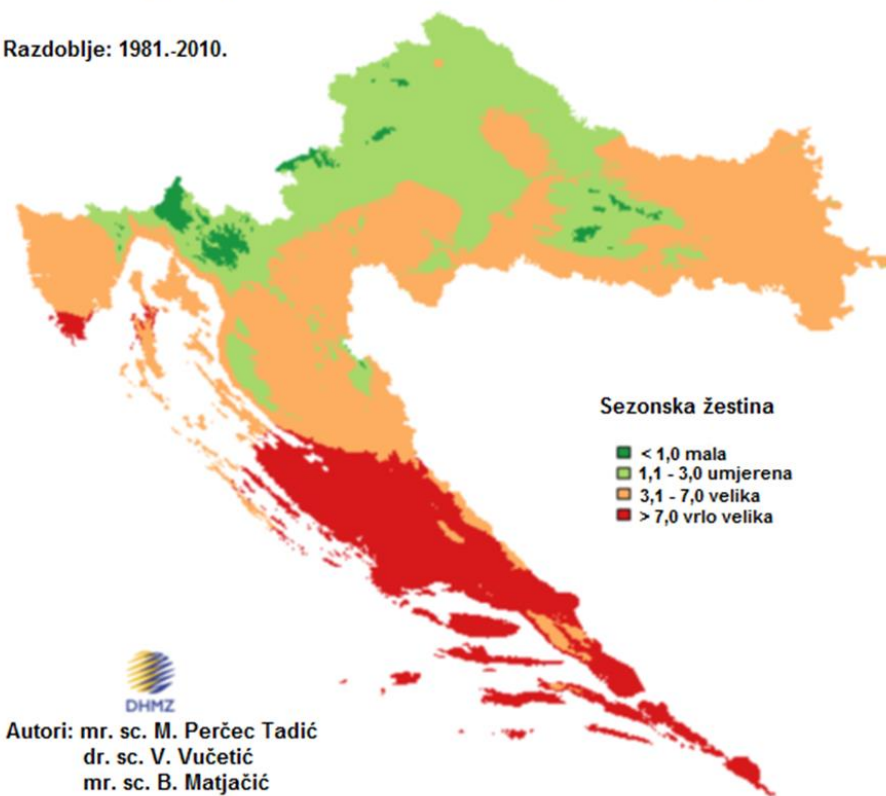 Razdoblje: 1981.-2010.
Sezonska žestina
< 1,0 mala
1,1 - 3,0 umjerena
3,1 - 7,0 velika
> 7,0 vrlo velika
DHMZ
Autori: mr. sc. M. Perčec Tadić
dr. sc. V. Vučetić
mr. sc. B. Matjačić